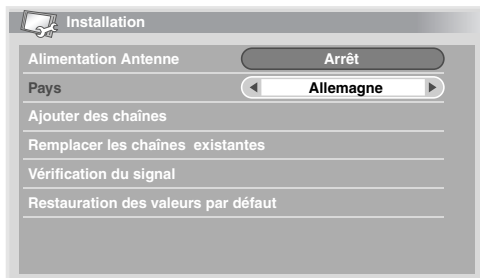 Installation
Alimentation Antenne Arrêt
Pays Allemagne
Ajouter des chaînes
Remplacer les chaînes existantes
Vérification du signal
Restauration des valeurs par défaut